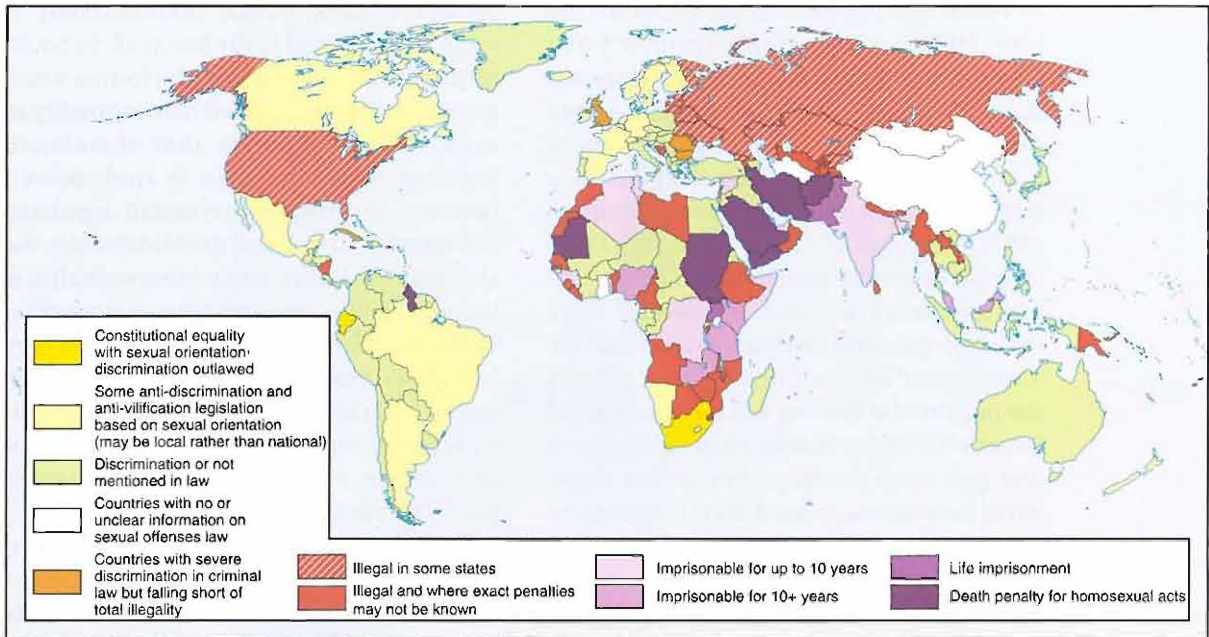 Constitutional equality
with sexual orientation
discrimination outlawed
Some anti-discrimination and
anti-vilification legislation
based on sexual orientation
(may be local rather than national)
Discrimination or not
mentioned in law
Countries with no or
unclear information on
sexual offenses law
Countries with severe
discrimination in criminal
law but falling short of
total illegality
Illegal in some states
Illegal and where exact penalties
may not be known
Imprisonable for up to 10 years
Imprisonable for 10+ years
Life imprisonment
Death penalty for homosexual acts